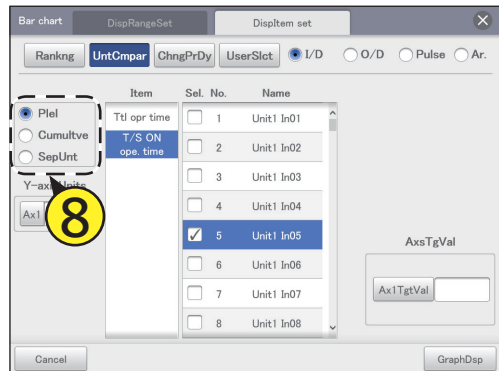 Bar chart DispRangeSet DispItem set
Rankng UntCmpar ChngPrDy UserSlct I/D O/D Pulse Ar.
Item Sel. No. Name
Plel
Cumultve
SepUnt
Ttl opr time
T/S ON
ope. time
1 Unit1 In01
2 Unit1 In02
3 Unit1 In03
4 Unit1 In04
5 Unit1 In05
6 Unit1 In06
7 Unit1 In07
8 Unit1 In08
Y-axi Units
Ax1
8
AxsTgVal
Ax1TgtVal
Cancel GraphDsp